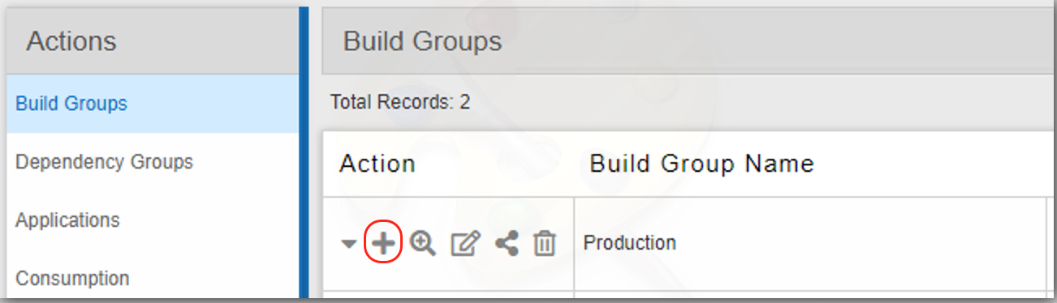 Actions
Build Groups
Dependency Groups
Applications
Consumption
Build Groups
Total Records: 2
Action Build Group Name
Production